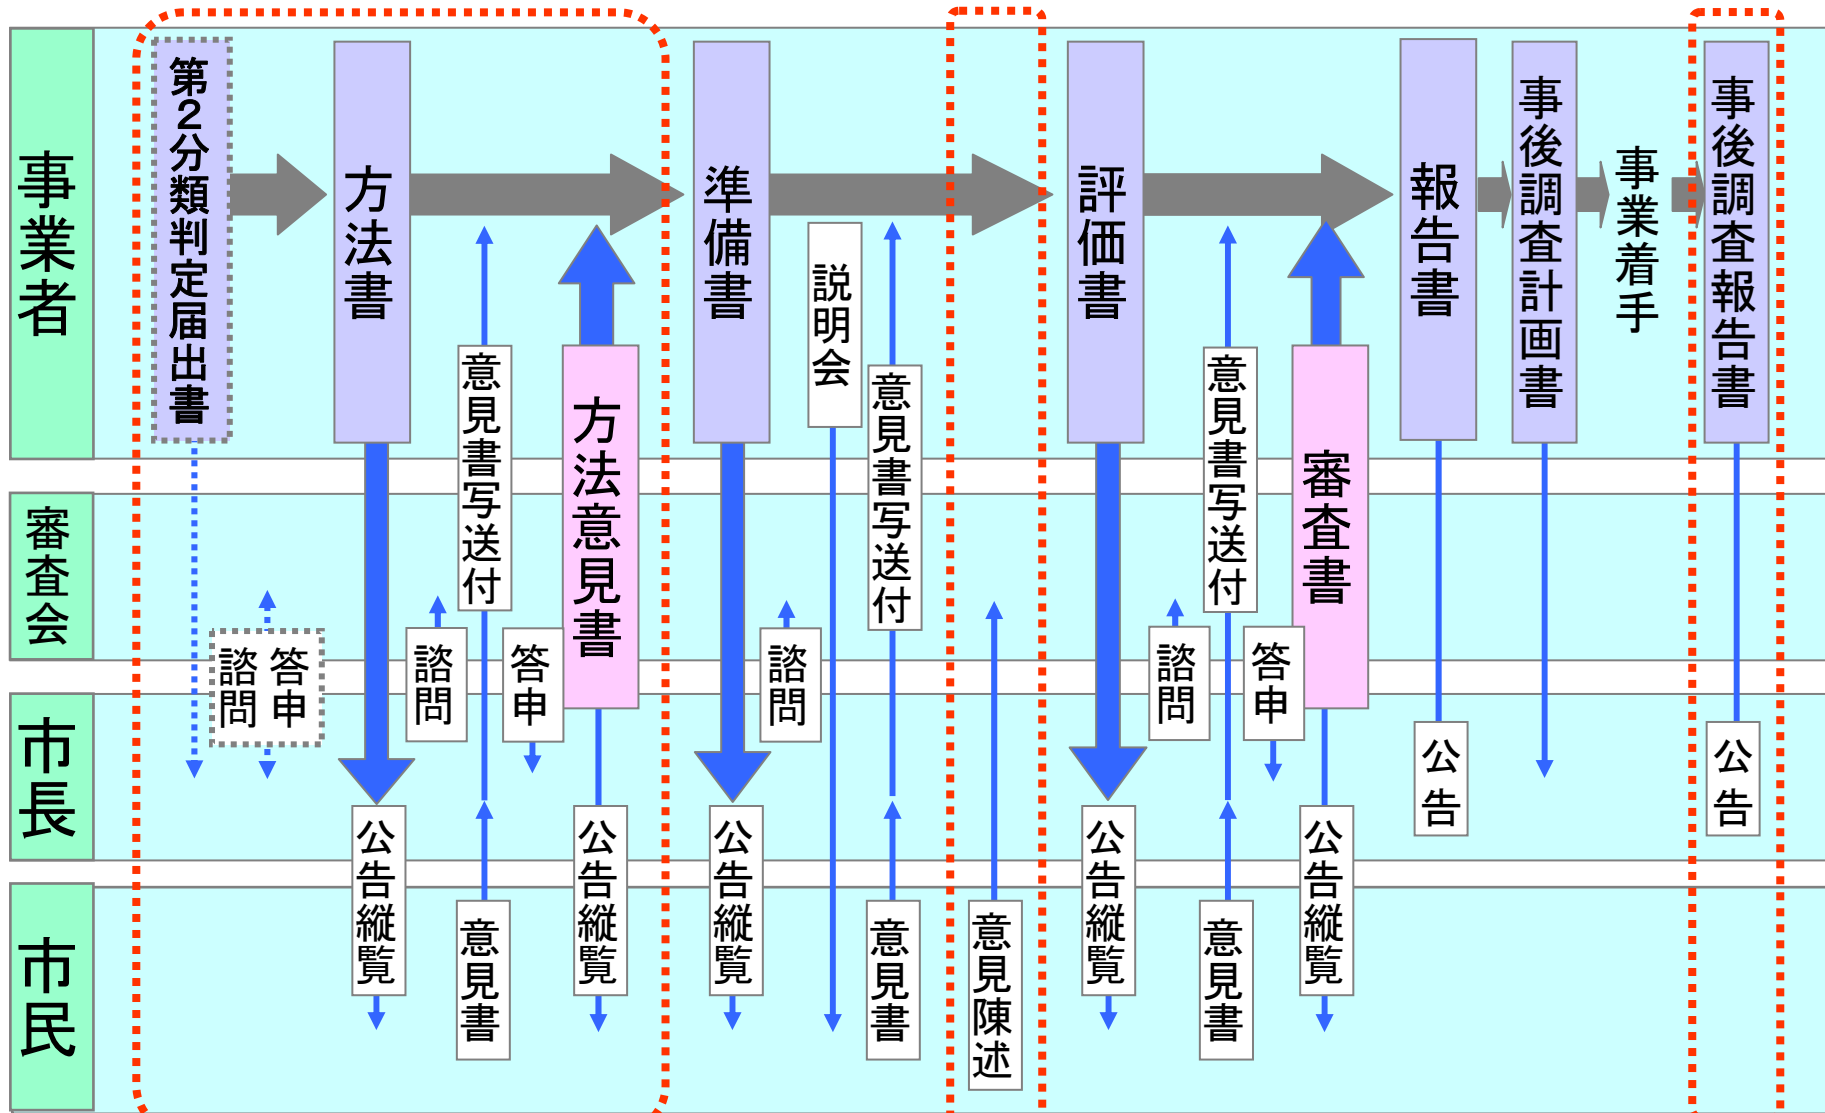 事業者
第2分類判定届出書
方法書
意見書写送付
方法意見書
準備書
説明会
意見書写送付
評価書
意見書写送付
審査書
報告書
事後調査計画書
事業着手
事後調査報告書
審査会
諮問
答申
諮問
答申
諮問
諮問
答申
市長
公告縦覧
公告縦覧
公告縦覧
公告縦覧
公告縦覧
公告
公告
市民
意見書
意見書
意見陳述
意見書